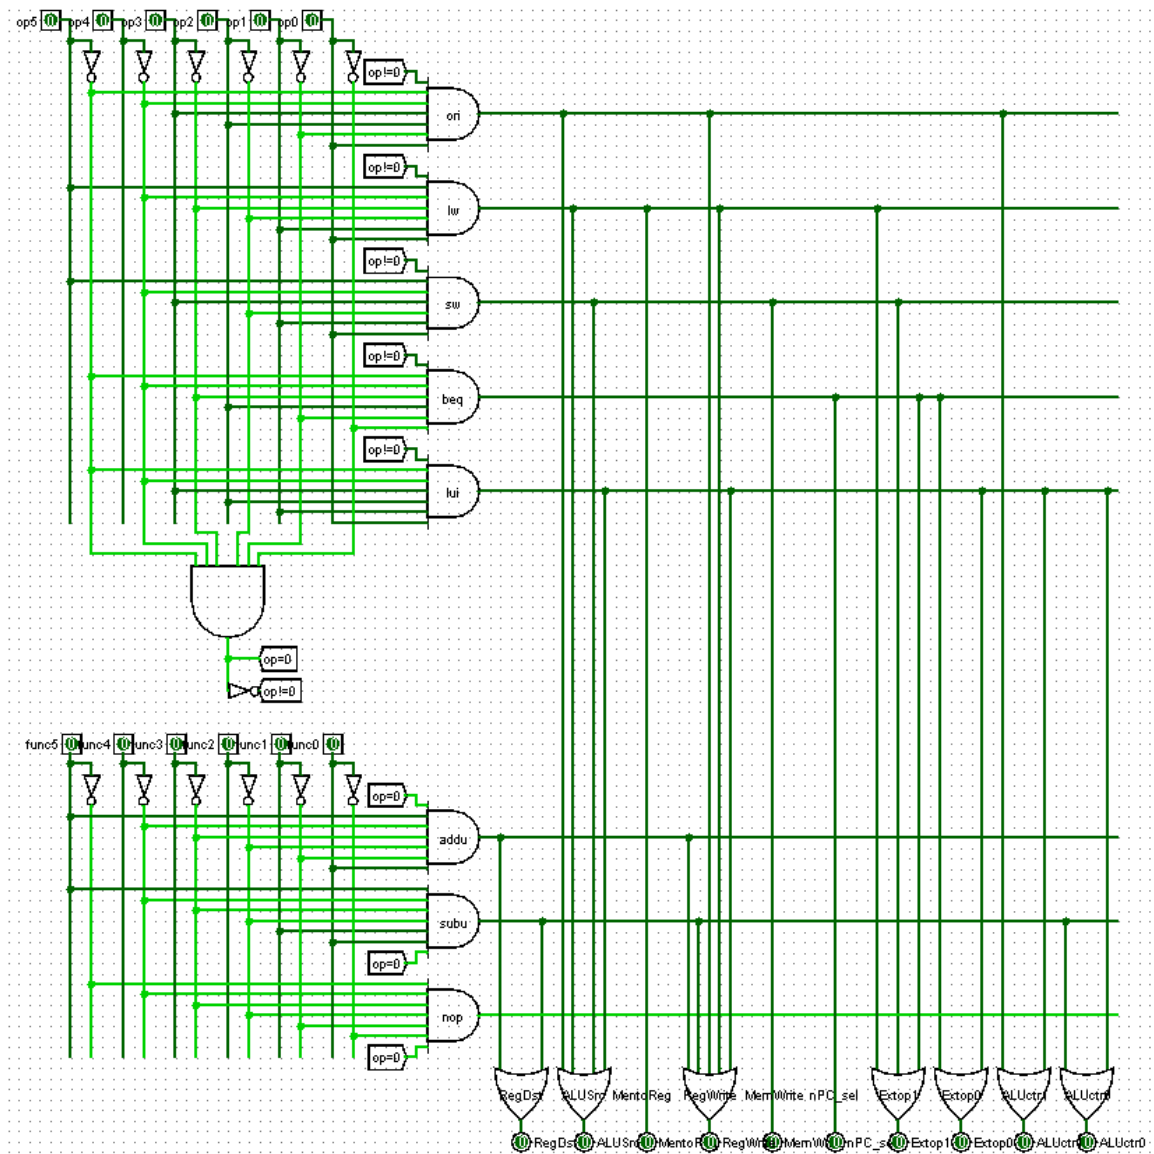 op5 0 op4 0 op3 0 op2 0 op1 0 op0 0
op!=0
ori
op!=0
lw
op!=0
sw
op!=0
beq
op!=0
lui
op=0
op!=0
func5 0 func4 0 func3 0 func2 0 func1 0 func0 0
op=0
addu
subu
op=0
nop
op=0
RegDst ALUSrc MemtoReg RegWrite MemWrite nPC_sel Extop1 Extop0 ALUctr1 ALUctr0
0 RegDst 0 ALUSrc 0 MemtoReg 0 RegWrite 0 MemWrite 0 nPC_sel 0 Extop1 0 Extop0 0 ALUctr1 0 ALUctr0